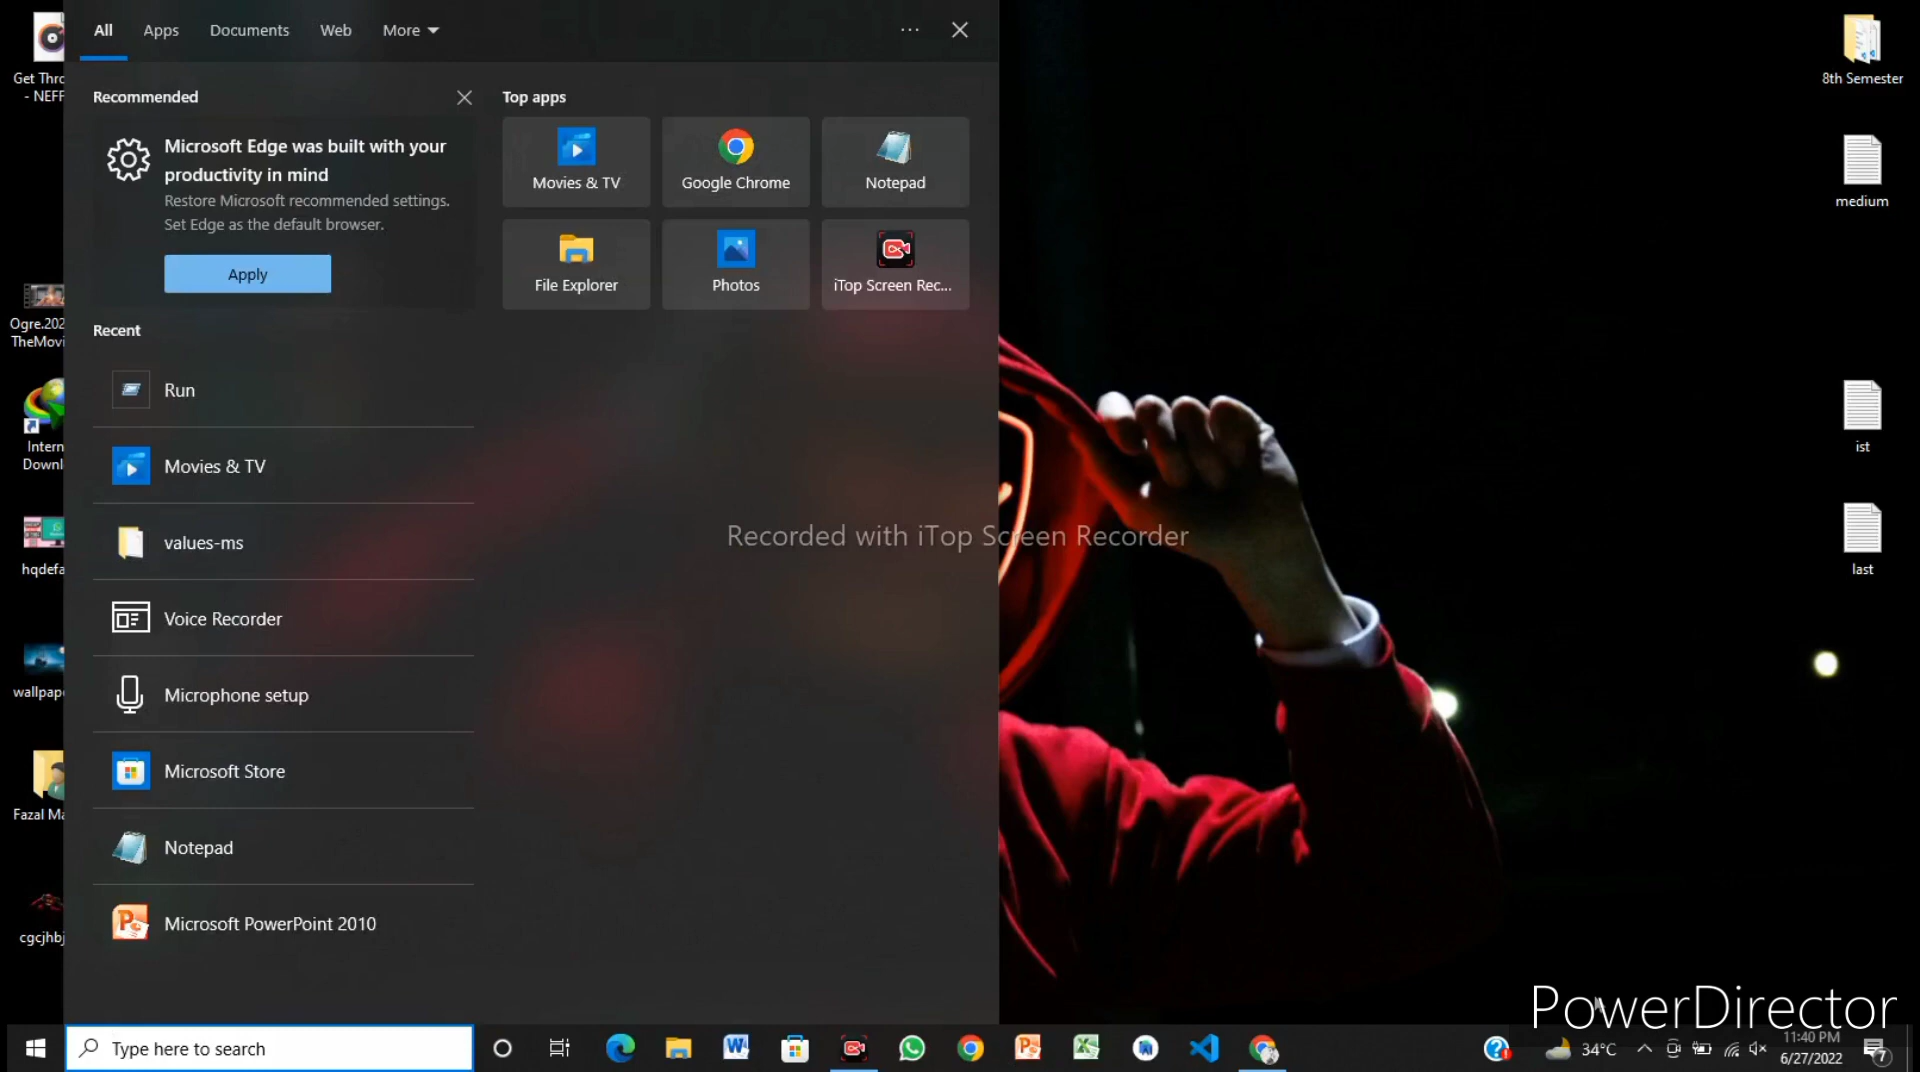 All
Apps
Documents
Web
More
Recommended
Microsoft Edge was built with your
productivity in mind
Restore Microsoft recommended settings.
Set Edge as the default browser.
Apply
Top apps
Movies & TV
Google Chrome
Notepad
File Explorer
Photos
iTop Screen Rec...
Recent
Run
Movies & TV
values-ms
Voice Recorder
Microphone setup
Microsoft Store
Notepad
Microsoft PowerPoint 2010
Get Thro
- NEFF
Ogre.202
TheMovi
Intern
Downl
hqdefa
wallpap
Fazal Ma
cgcjhbj
8th Semester
medium
ist
last
Recorded with iTop Screen Recorder
PowerDirector
Type here to search
34°C
11:40 PM
6/27/2022
7